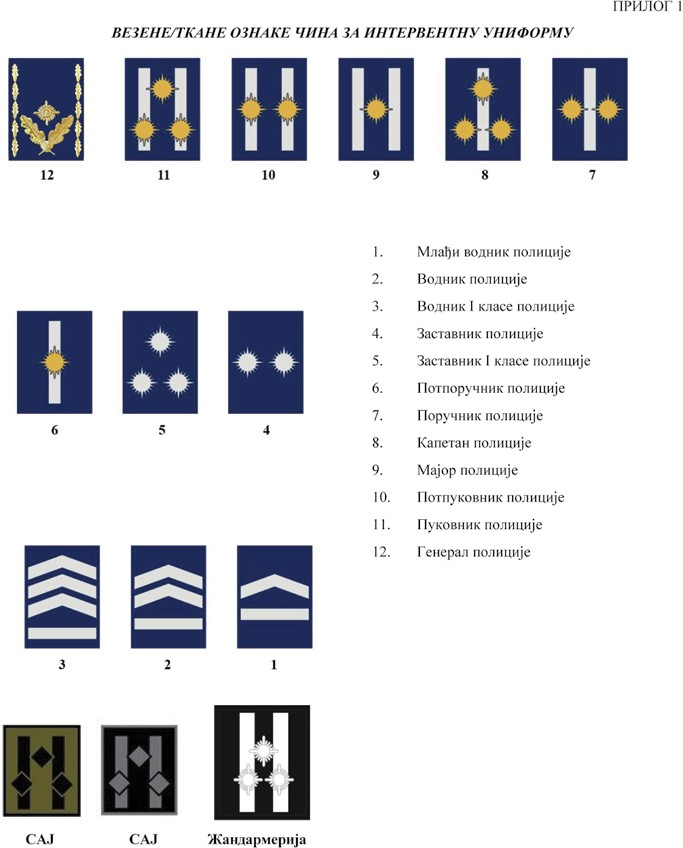 ПРИЛОГ 1
ВЕЗЕНЕ/ТКАНЕ ОЗНАКЕ ЧИНА ЗА ИНТЕРВЕНТНУ УНИФОРМУ
12 11 10 9 8 7
1. Млађи водник полиције
2. Водник полиције
3. Водник I класе полиције
4. Заставник полиције
5. Заставник I класе полиције
6. Потпоручник полиције
7. Поручник полиције
8. Капетан полиције
9. Мајор полиције
10. Потпуковник полиције
11. Пуковник полиције
12. Генерал полиције
6 5 4
3 2 1
САЈ САЈ Жандармерија